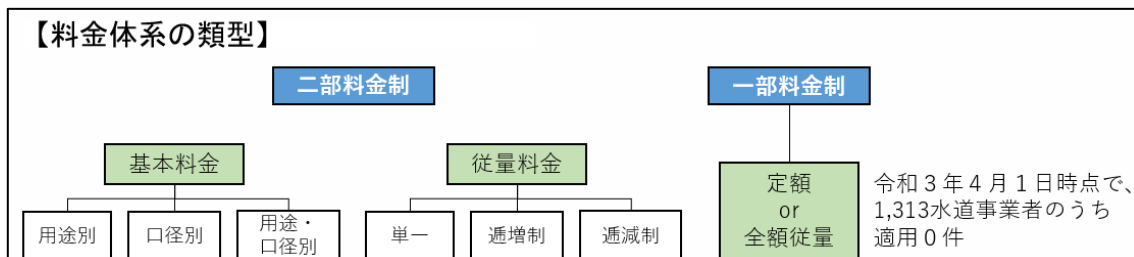 【料金体系の類型】
二部料金制
一部料金制
基本料金
従量料金
用途別
口径別
用途・
口径別
単一
逓増制
逓減制
定額
or
全額従量
令和３年４月１日時点で、
1,313水道事業者のうち
適用０件